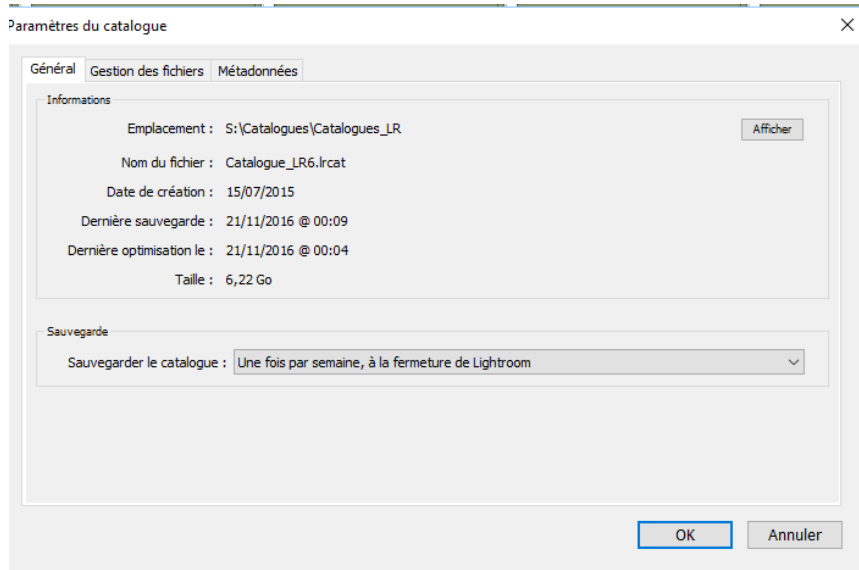 Paramètres du catalogue
Général Gestion des fichiers Métadonnées
Informations
Emplacement : S:\Catalogues\Catalogues_LR Afficher
Nom du fichier : Catalogue_LR6.lrcat
Date de création : 15/07/2015
Dernière sauvegarde : 21/11/2016 @ 00:09
Dernière optimisation le : 21/11/2016 @ 00:04
Taille : 6,22 Go
Sauvegarde
Sauvegarder le catalogue : Une fois par semaine, à la fermeture de Lightroom
OK Annuler